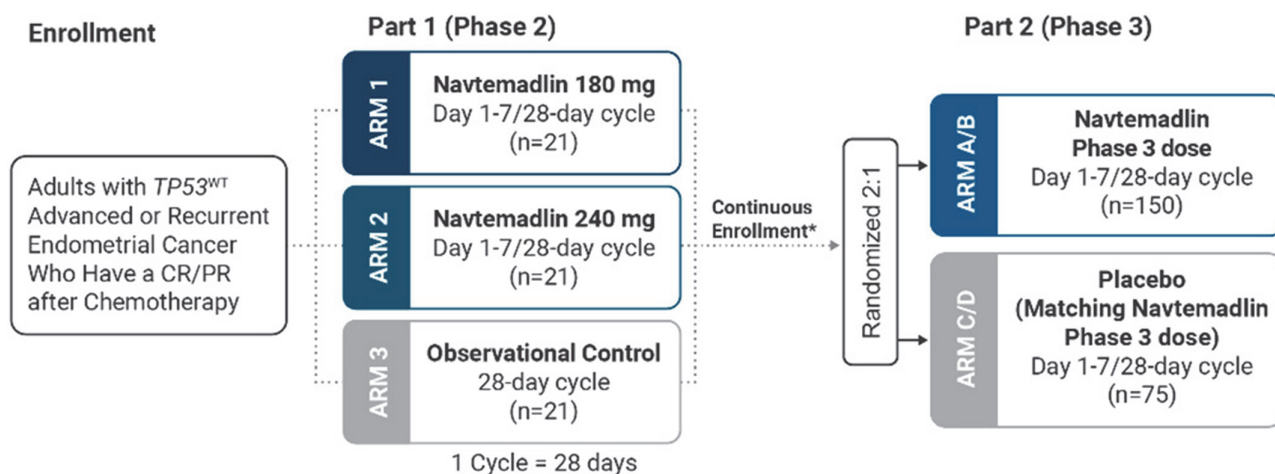 Enrollment
Part 1 (Phase 2)
Part 2 (Phase 3)
Adults with TP53ᵂᵀ
Advanced or Recurrent
Endometrial Cancer
Who Have a CR/PR
after Chemotherapy
ARM 1
Navtemadlin 180 mg
Day 1-7/28-day cycle
(n=21)
ARM 2
Navtemadlin 240 mg
Day 1-7/28-day cycle
(n=21)
ARM 3
Observational Control
28-day cycle
(n=21)
1 Cycle = 28 days
Continuous
Enrollment*
Randomized 2:1
ARM A/B
Navtemadlin
Phase 3 dose
Day 1-7/28-day cycle
(n=150)
ARM C/D
Placebo
(Matching Navtemadlin
Phase 3 dose)
Day 1-7/28-day cycle
(n=75)